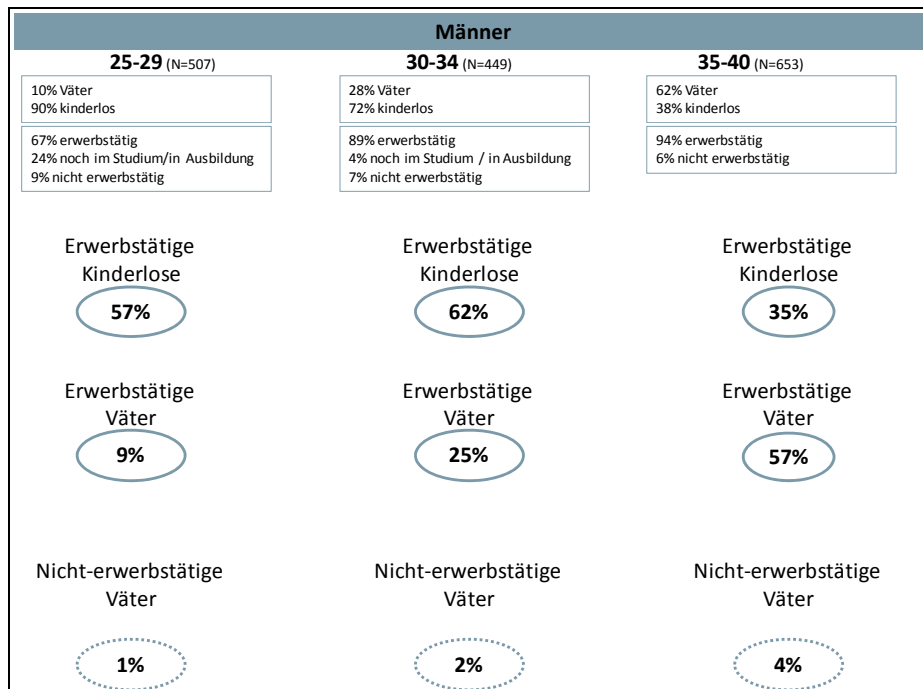 Männer
25-29 (N=507)
10% Väter
90% kinderlos
67% erwerbstätig
24% noch im Studium/in Ausbildung
9% nicht erwerbstätig
Erwerbstätige
Kinderlose
57%
Erwerbstätige
Väter
9%
Nicht-erwerbstätige
Väter
1%
30-34 (N=449)
28% Väter
72% kinderlos
89% erwerbstätig
4% noch im Studium / in Ausbildung
7% nicht erwerbstätig
Erwerbstätige
Kinderlose
62%
Erwerbstätige
Väter
25%
Nicht-erwerbstätige
Väter
2%
35-40 (N=653)
62% Väter
38% kinderlos
94% erwerbstätig
6% nicht erwerbstätig
Erwerbstätige
Kinderlose
35%
Erwerbstätige
Väter
57%
Nicht-erwerbstätige
Väter
4%